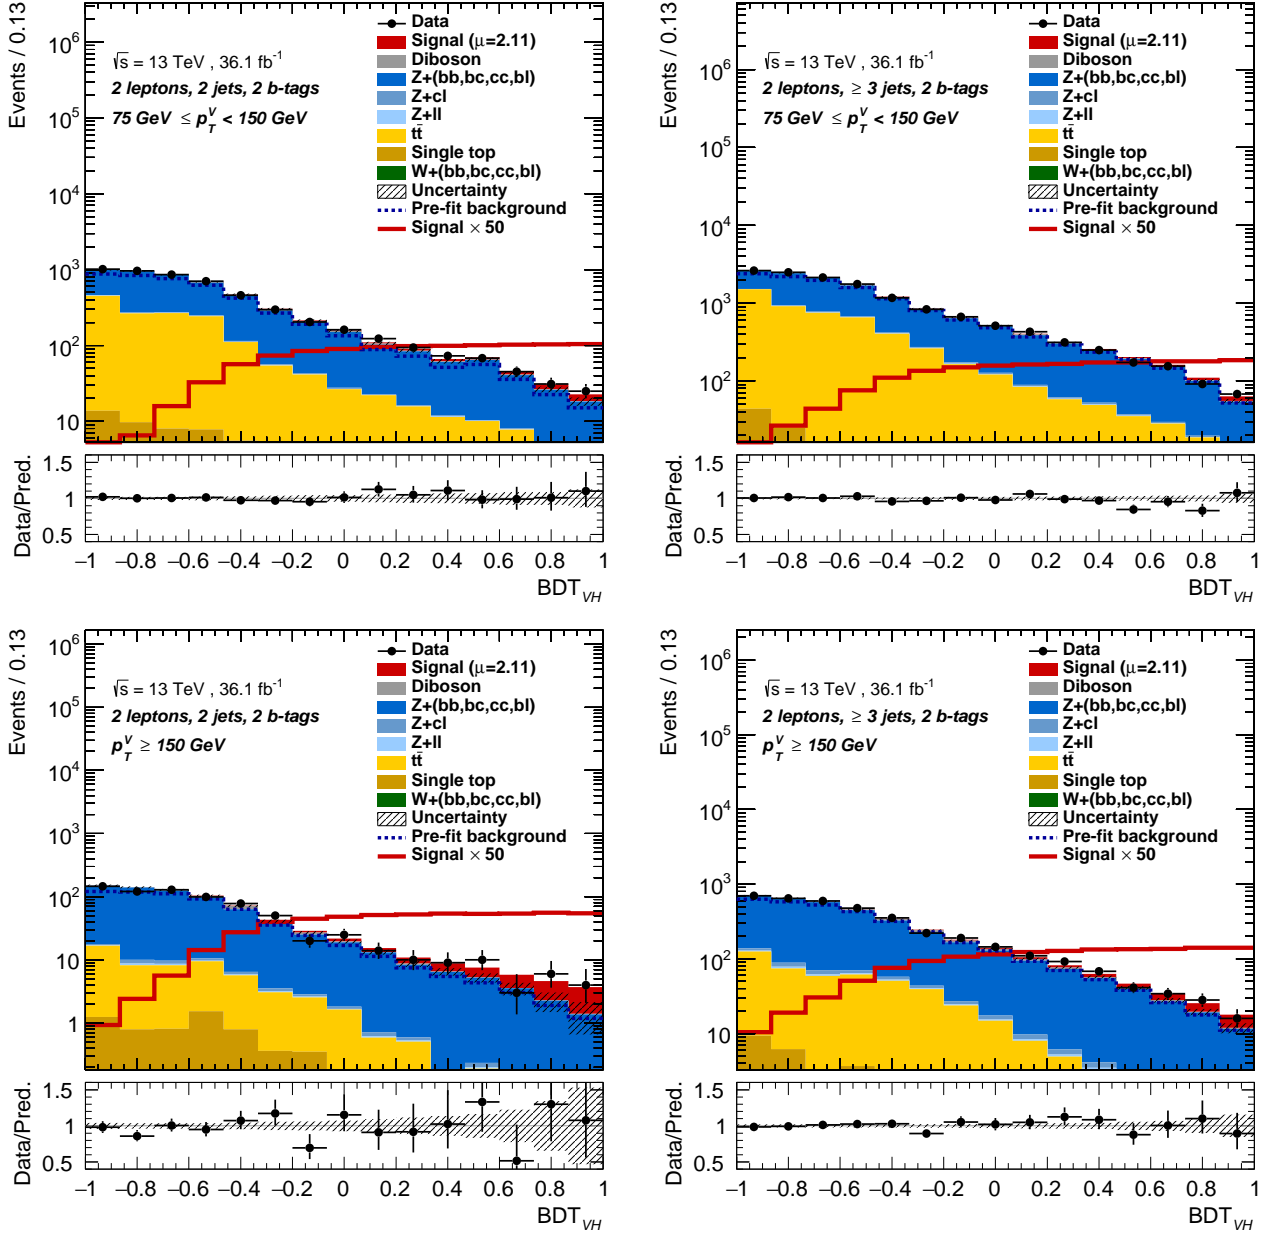 Events / 0.13
10⁶
10⁵
10⁴
10³
10²
10
√s = 13 TeV , 36.1 fb⁻¹
2 leptons, 2 jets, 2 b-tags
75 GeV ≤ p_T^V < 150 GeV
Data
Signal (μ=2.11)
Diboson
Z+(bb,bc,cc,bl)
Z+cl
Z+ll
tt̄
Single top
W+(bb,bc,cc,bl)
Uncertainty
Pre-fit background
Signal × 50
Data/Pred.
1.5
1
0.5
−1 −0.8 −0.6 −0.4 −0.2 0 0.2 0.4 0.6 0.8 1
BDT_VH
Events / 0.13
10⁶
10⁵
10⁴
10³
10²
√s = 13 TeV , 36.1 fb⁻¹
2 leptons, ≥ 3 jets, 2 b-tags
75 GeV ≤ p_T^V < 150 GeV
Data
Signal (μ=2.11)
Diboson
Z+(bb,bc,cc,bl)
Z+cl
Z+ll
tt̄
Single top
W+(bb,bc,cc,bl)
Uncertainty
Pre-fit background
Signal × 50
Data/Pred.
1.5
1
0.5
−1 −0.8 −0.6 −0.4 −0.2 0 0.2 0.4 0.6 0.8 1
BDT_VH
Events / 0.13
10⁶
10⁵
10⁴
10³
10²
10
1
√s = 13 TeV , 36.1 fb⁻¹
2 leptons, 2 jets, 2 b-tags
p_T^V ≥ 150 GeV
Data
Signal (μ=2.11)
Diboson
Z+(bb,bc,cc,bl)
Z+cl
Z+ll
tt̄
Single top
W+(bb,bc,cc,bl)
Uncertainty
Pre-fit background
Signal × 50
Data/Pred.
1.5
1
0.5
−1 −0.8 −0.6 −0.4 −0.2 0 0.2 0.4 0.6 0.8 1
BDT_VH
Events / 0.13
10⁶
10⁵
10⁴
10³
10²
10
√s = 13 TeV , 36.1 fb⁻¹
2 leptons, ≥ 3 jets, 2 b-tags
p_T^V ≥ 150 GeV
Data
Signal (μ=2.11)
Diboson
Z+(bb,bc,cc,bl)
Z+cl
Z+ll
tt̄
Single top
W+(bb,bc,cc,bl)
Uncertainty
Pre-fit background
Signal × 50
Data/Pred.
1.5
1
0.5
−1 −0.8 −0.6 −0.4 −0.2 0 0.2 0.4 0.6 0.8 1
BDT_VH